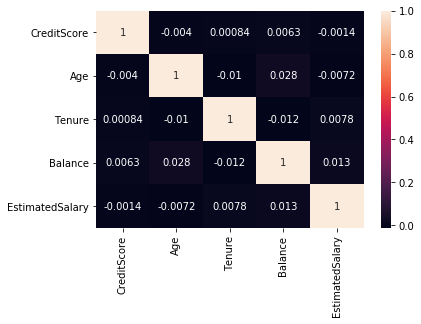 CreditScore 1 -0.004 0.00084 0.0063 -0.0014
Age -0.004 1 -0.01 0.028 -0.0072
Tenure 0.00084 -0.01 1 -0.012 0.0078
Balance 0.0063 0.028 -0.012 1 0.013
EstimatedSalary -0.0014 -0.0072 0.0078 0.013 1
CreditScore
Age
Tenure
Balance
EstimatedSalary
1.0
0.8
0.6
0.4
0.2
0.0